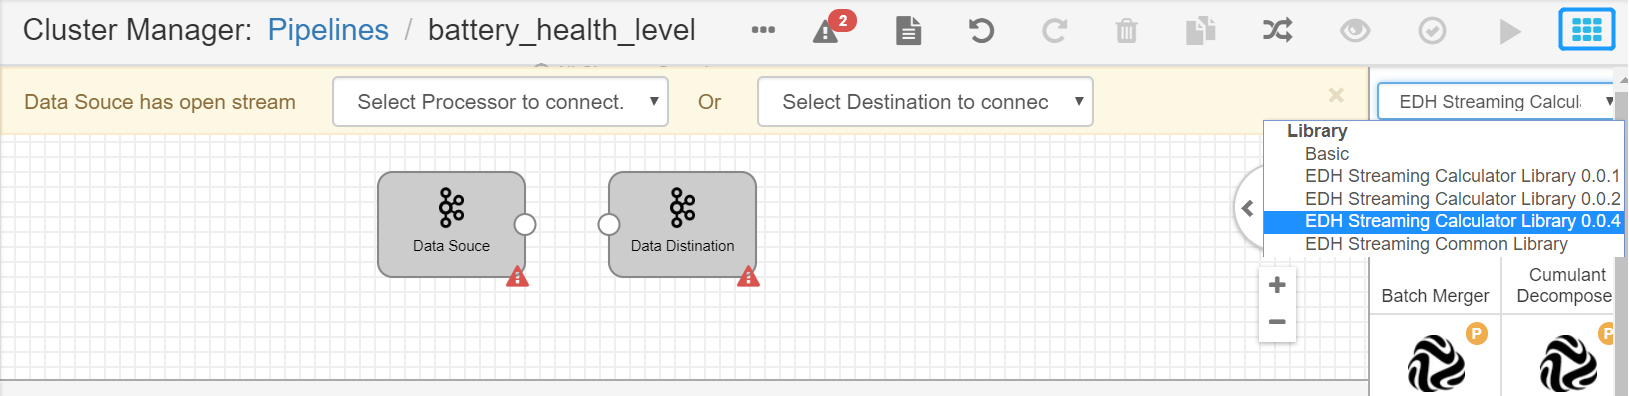 Cluster Manager: Pipelines / battery_health_level
2
Data Souce has open stream
Select Processor to connect.
Or
Select Destination to connec
×
EDH Streaming Calcul
Library
Basic
EDH Streaming Calculator Library 0.0.1
EDH Streaming Calculator Library 0.0.2
EDH Streaming Calculator Library 0.0.4
EDH Streaming Common Library
Data Souce
Data Distination
Batch Merger
Cumulant
Decompose
P
P